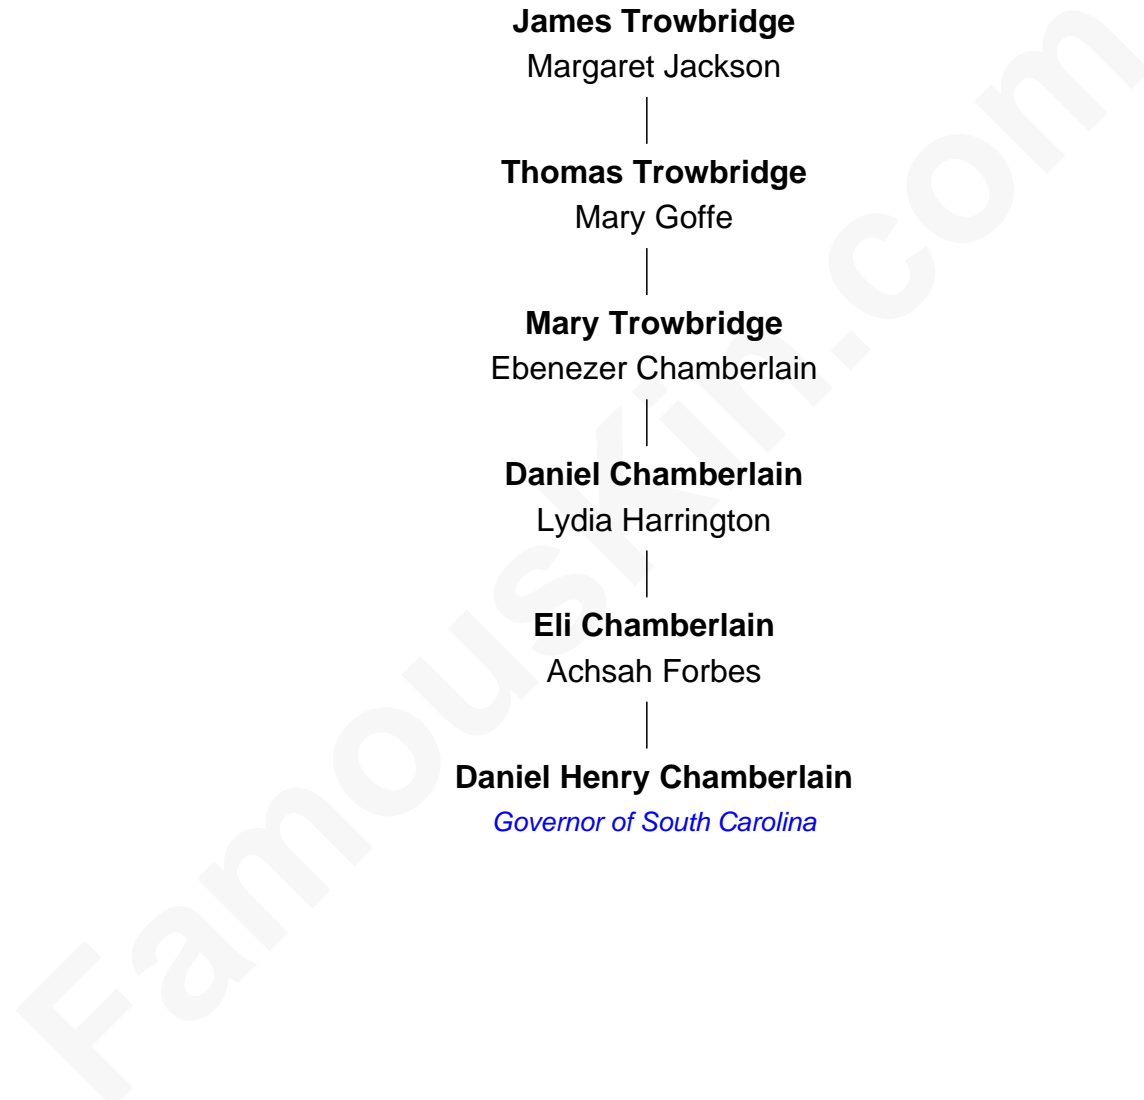 James Trowbridge
Margaret Jackson
Thomas Trowbridge
Mary Goffe
Mary Trowbridge
Ebenezer Chamberlain
Daniel Chamberlain
Lydia Harrington
Eli Chamberlain
Achsah Forbes
Daniel Henry Chamberlain
Governor of South Carolina
FamousKin.com